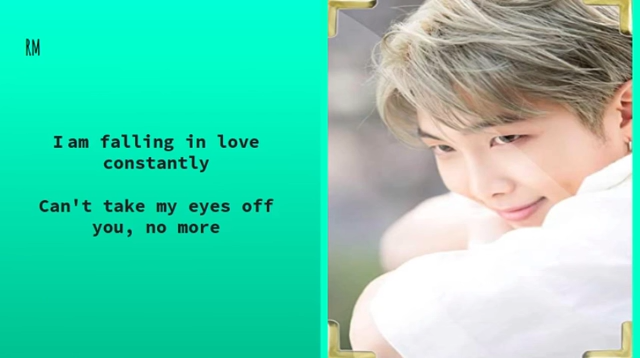 RM
I am falling in love
constantly
Can't take my eyes off
you, no more